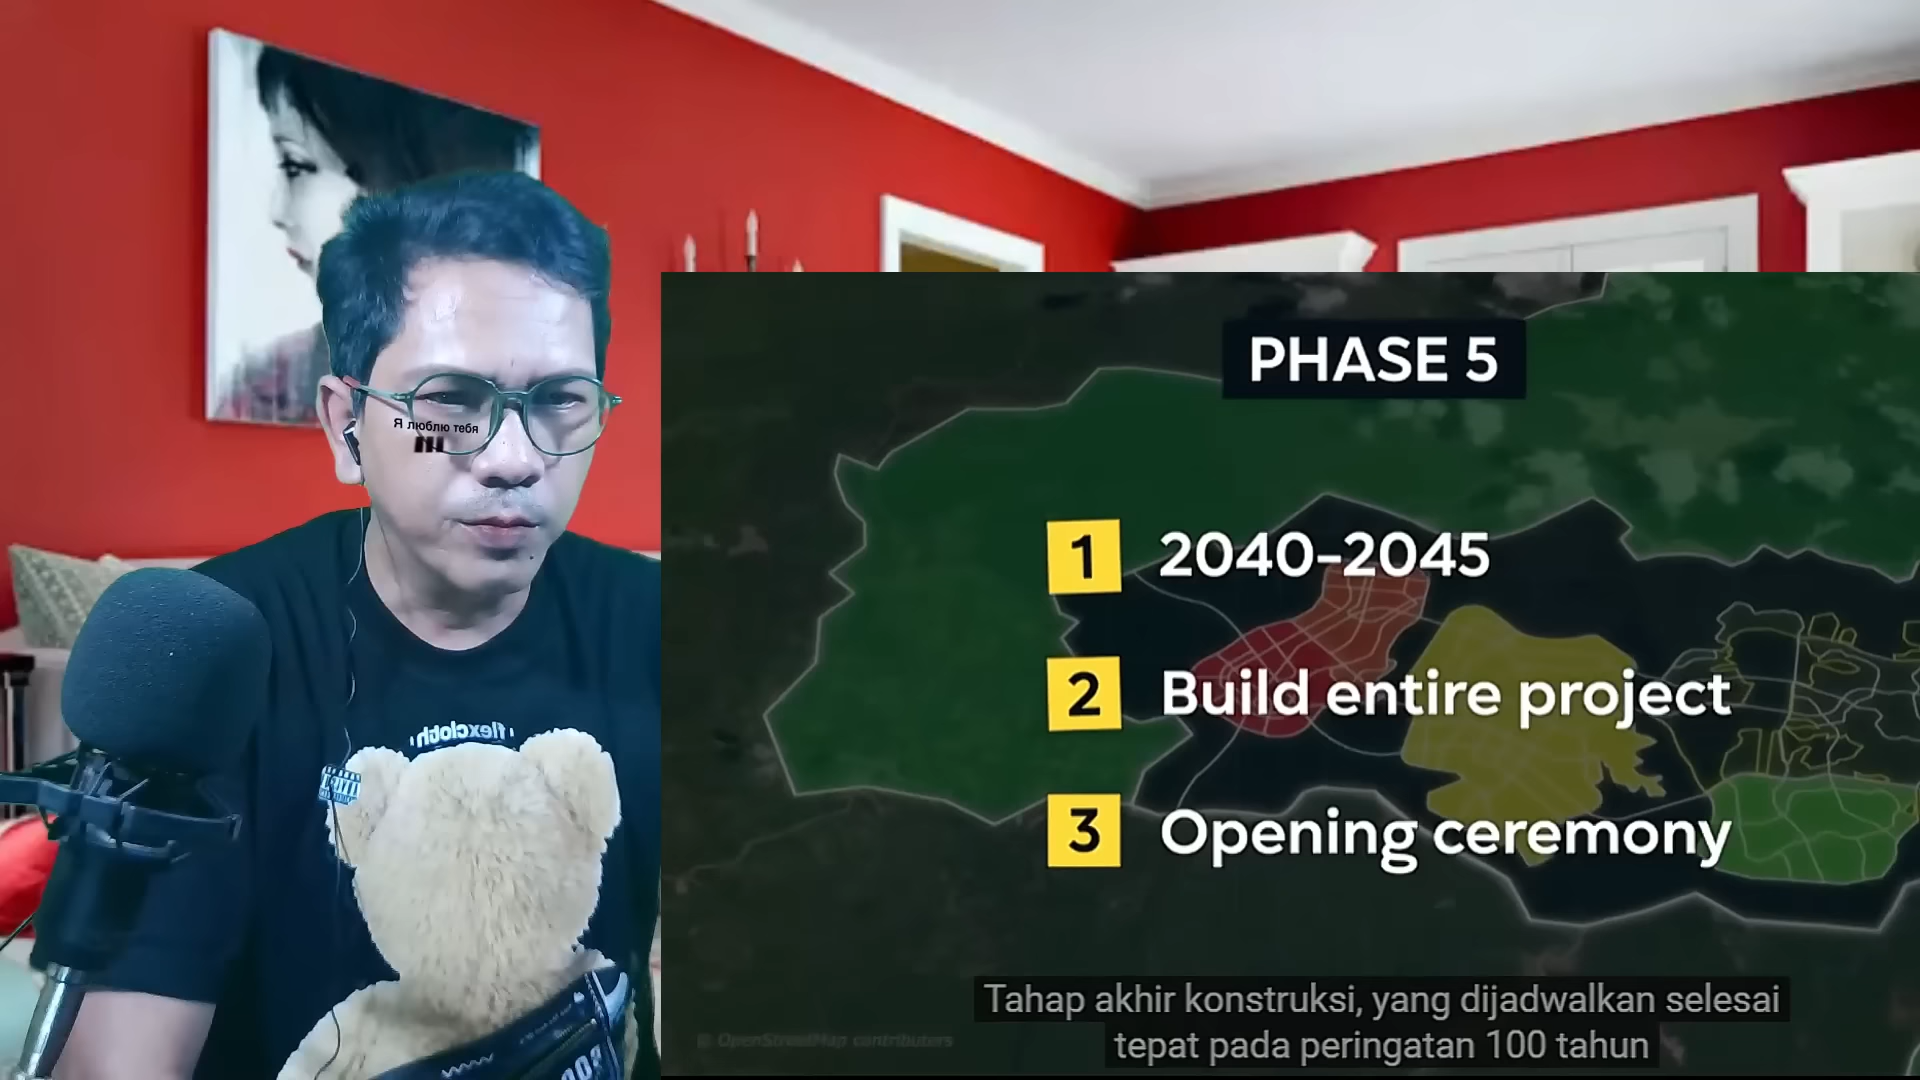 PHASE 5
1 2040-2045
2 Build entire project
3 Opening ceremony
Я люблю тебя
flexcloth
Tahap akhir konstruksi, yang dijadwalkan selesai
tepat pada peringatan 100 tahun
OpenStreetMap contributors